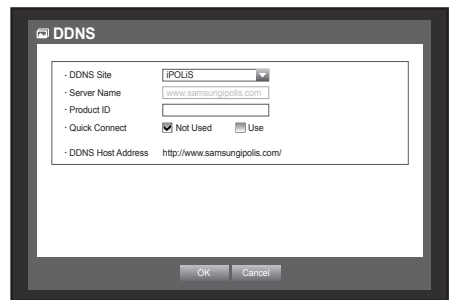 DDNS
· DDNS Site iPOLiS
· Server Name www.samsungipolis.com
· Product ID
· Quick Connect Not Used Use
· DDNS Host Address http://www.samsungipolis.com/
OK Cancel